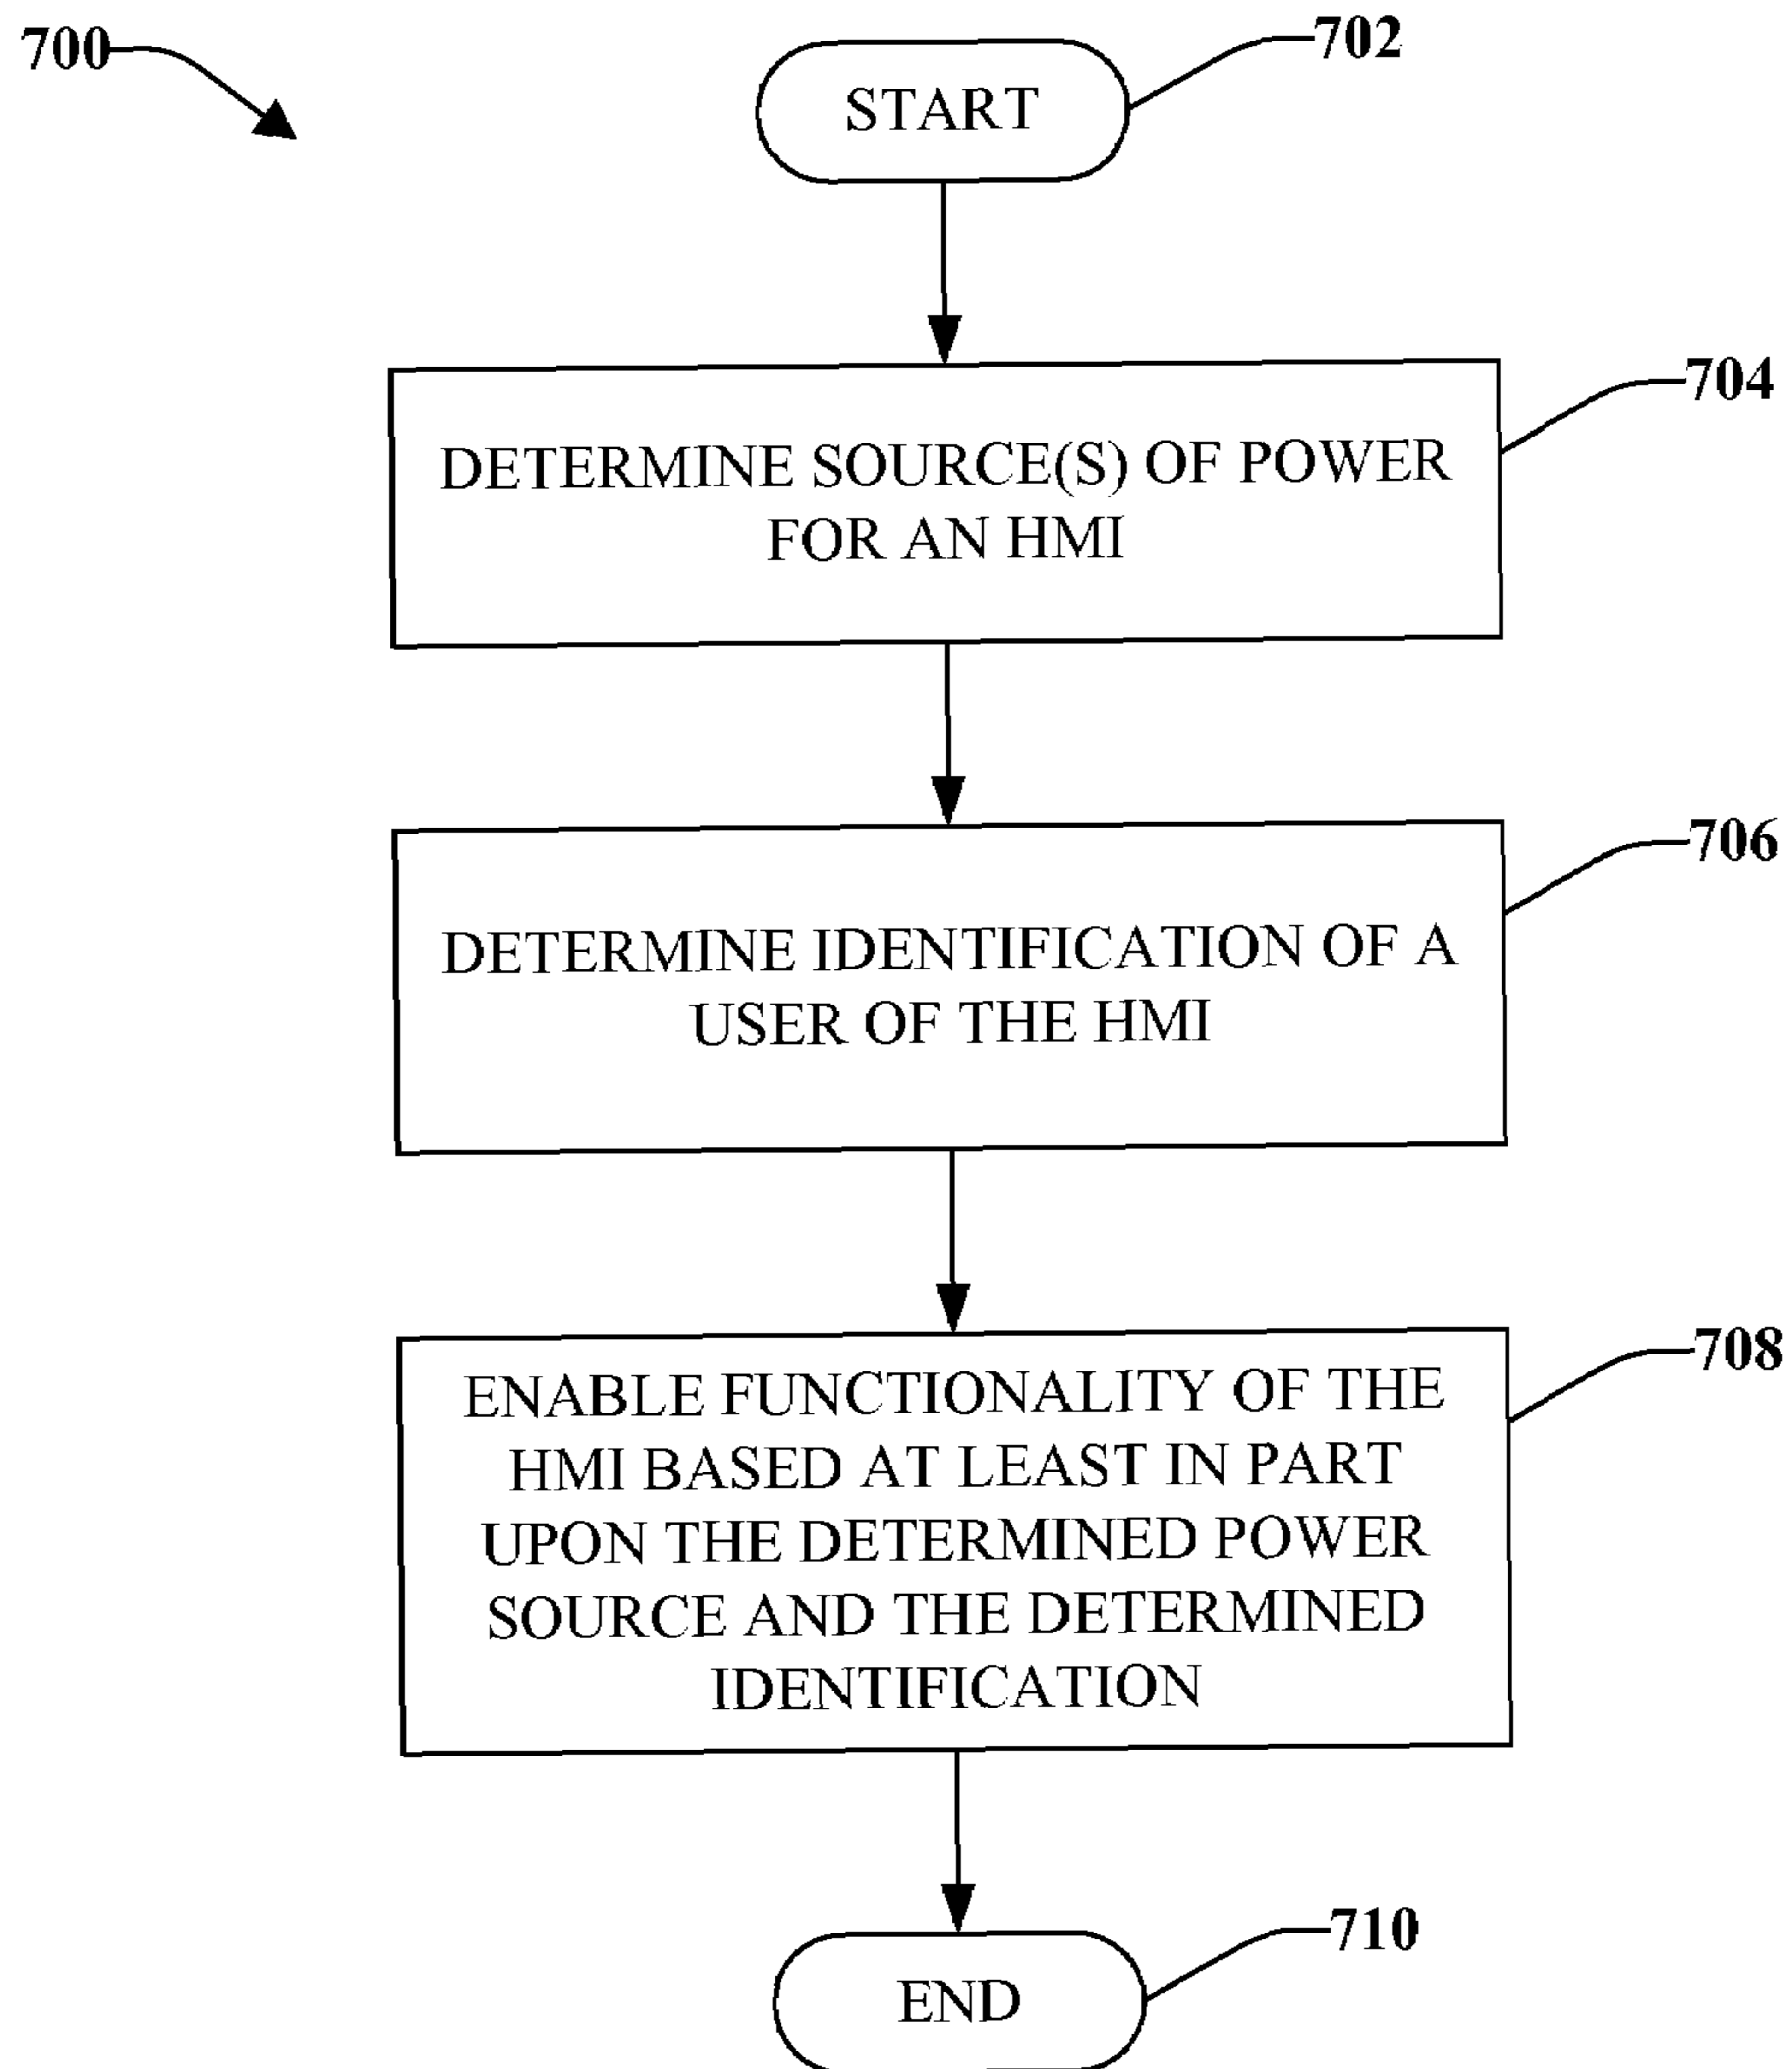 700
702
START
704
DETERMINE SOURCE(S) OF POWER
FOR AN HMI
706
DETERMINE IDENTIFICATION OF A
USER OF THE HMI
708
ENABLE FUNCTIONALITY OF THE
HMI BASED AT LEAST IN PART
UPON THE DETERMINED POWER
SOURCE AND THE DETERMINED
IDENTIFICATION
710
END